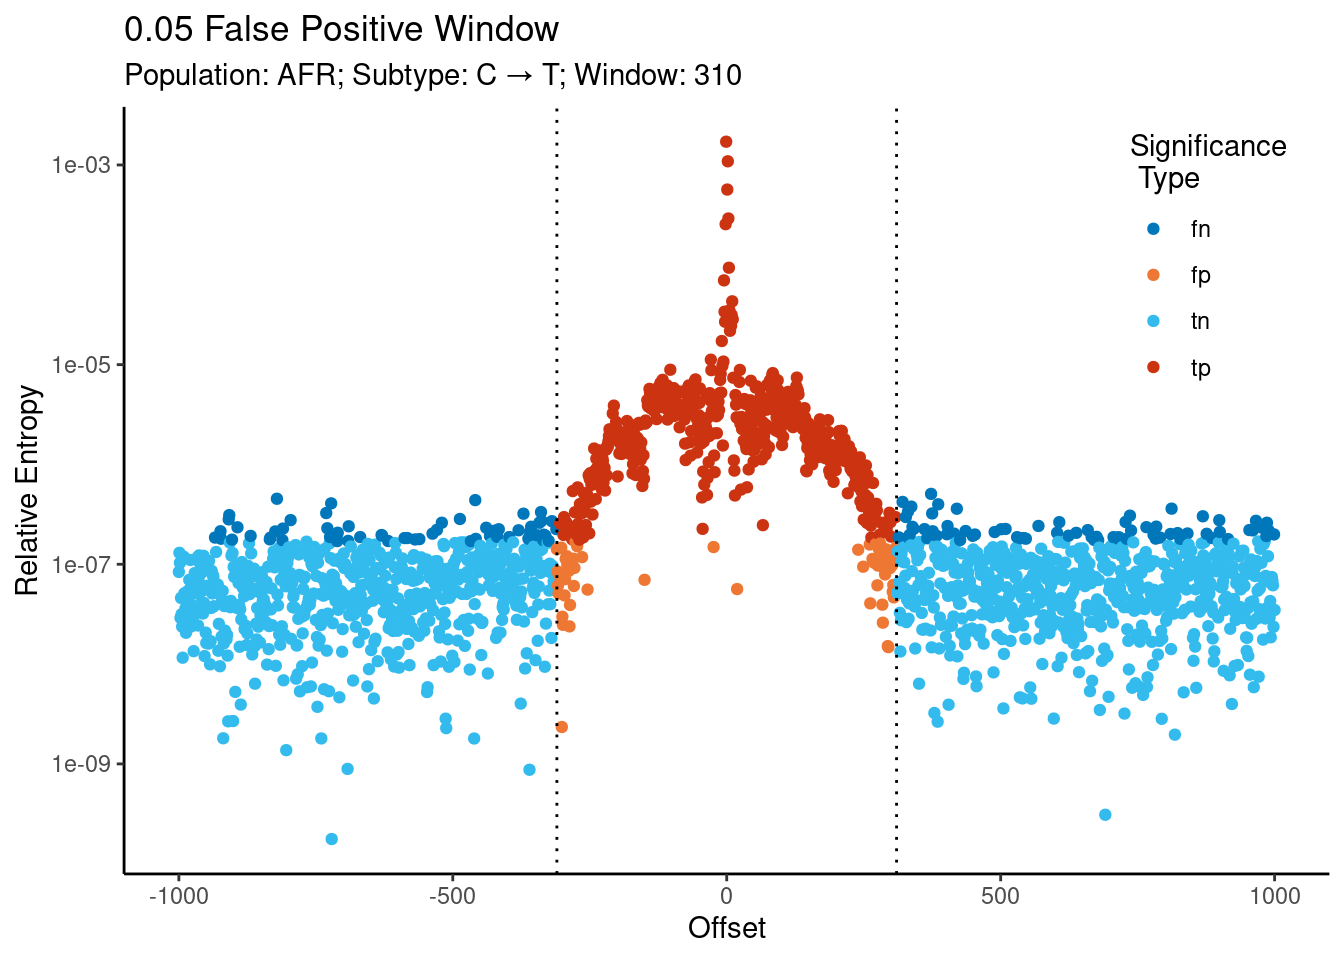 0.05 False Positive Window
Population: AFR; Subtype: C → T; Window: 310
Significance
Type
fn
fp
tn
tp
1e-03
1e-05
1e-07
1e-09
Relative Entropy
-1000
-500
0
500
1000
Offset